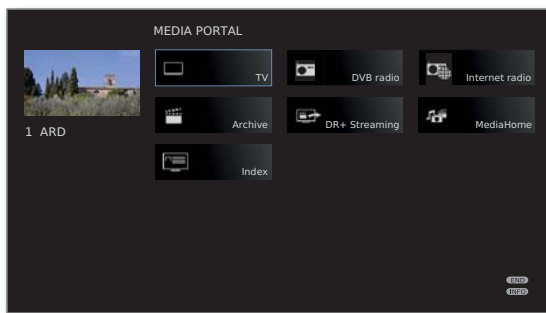 MEDIA PORTAL
TV
DVB radio
Internet radio
1 ARD
Archive
DR+ Streaming
MediaHome
Index
END
INFO